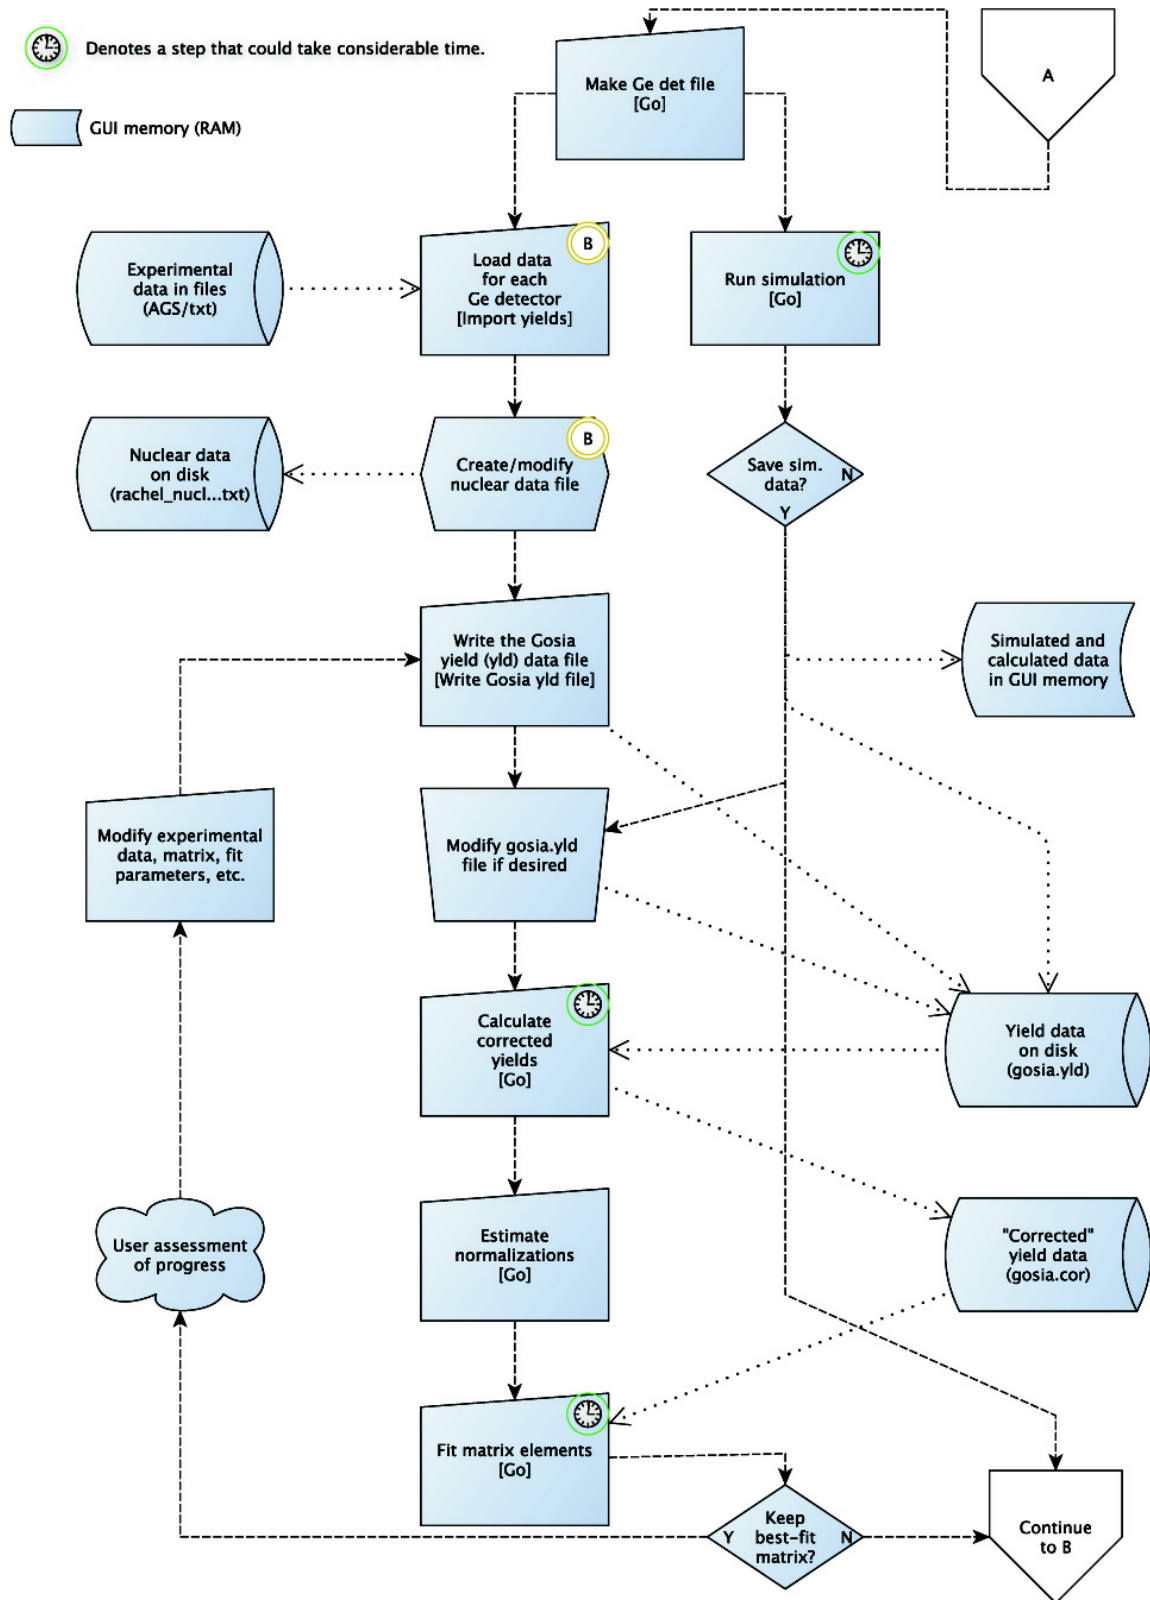 Denotes a step that could take considerable time.
GUI memory (RAM)
Make Ge det file
[Go]
A
Experimental
data in files
(AGS/txt)
B
Load data
for each
Ge detector
[Import yields]
Run simulation
[Go]
Nuclear data
on disk
(rachel_nucl...txt)
B
Create/modify
nuclear data file
Save sim.
data?
N
Y
Write the Gosia
yield (yld) data file
[Write Gosia yld file]
Simulated and
calculated data
in GUI memory
Modify experimental
data, matrix, fit
parameters, etc.
Modify gosia.yld
file if desired
Calculate
corrected
yields
[Go]
Yield data
on disk
(gosia.yld)
User assessment
of progress
Estimate
normalizations
[Go]
"Corrected"
yield data
(gosia.cor)
Fit matrix elements
[Go]
Y
Keep
best-fit
matrix?
N
Continue
to B